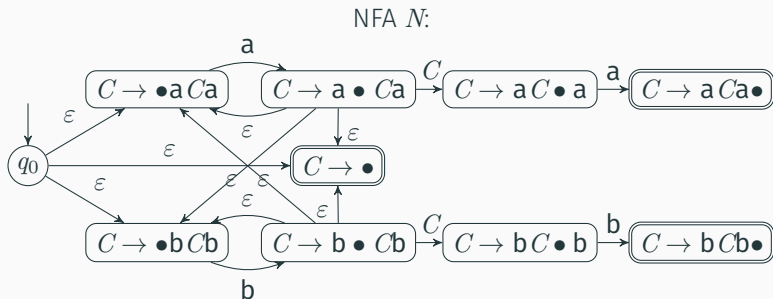 NFA N:
a
C → •aCa
C → a • Ca
C
C → aC • a
a
C → aCa•
ε
ε
ε
q₀
ε
C → •
ε
ε
ε
ε
ε
C → •bCb
C → b • Cb
C
C → bC • b
b
C → bCb•
b